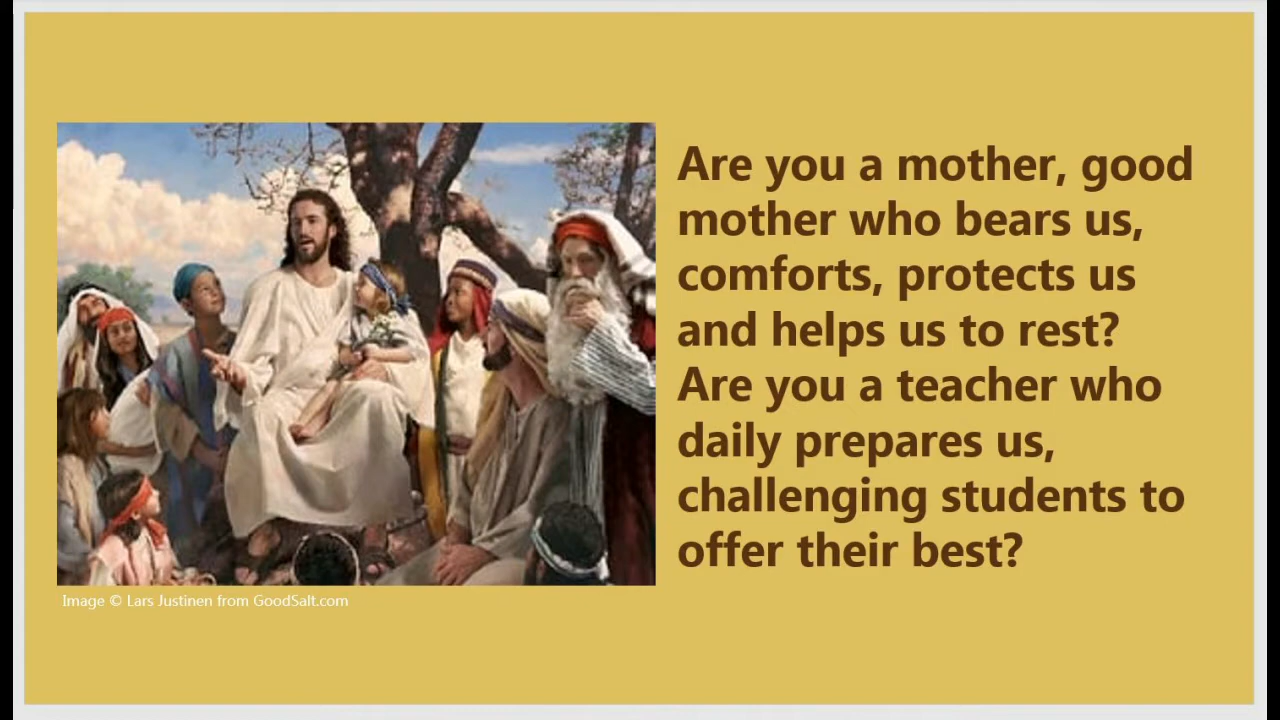 Are you a mother, good
mother who bears us,
comforts, protects us
and helps us to rest?
Are you a teacher who
daily prepares us,
challenging students to
offer their best?
Image © Lars Justinen from GoodSalt.com